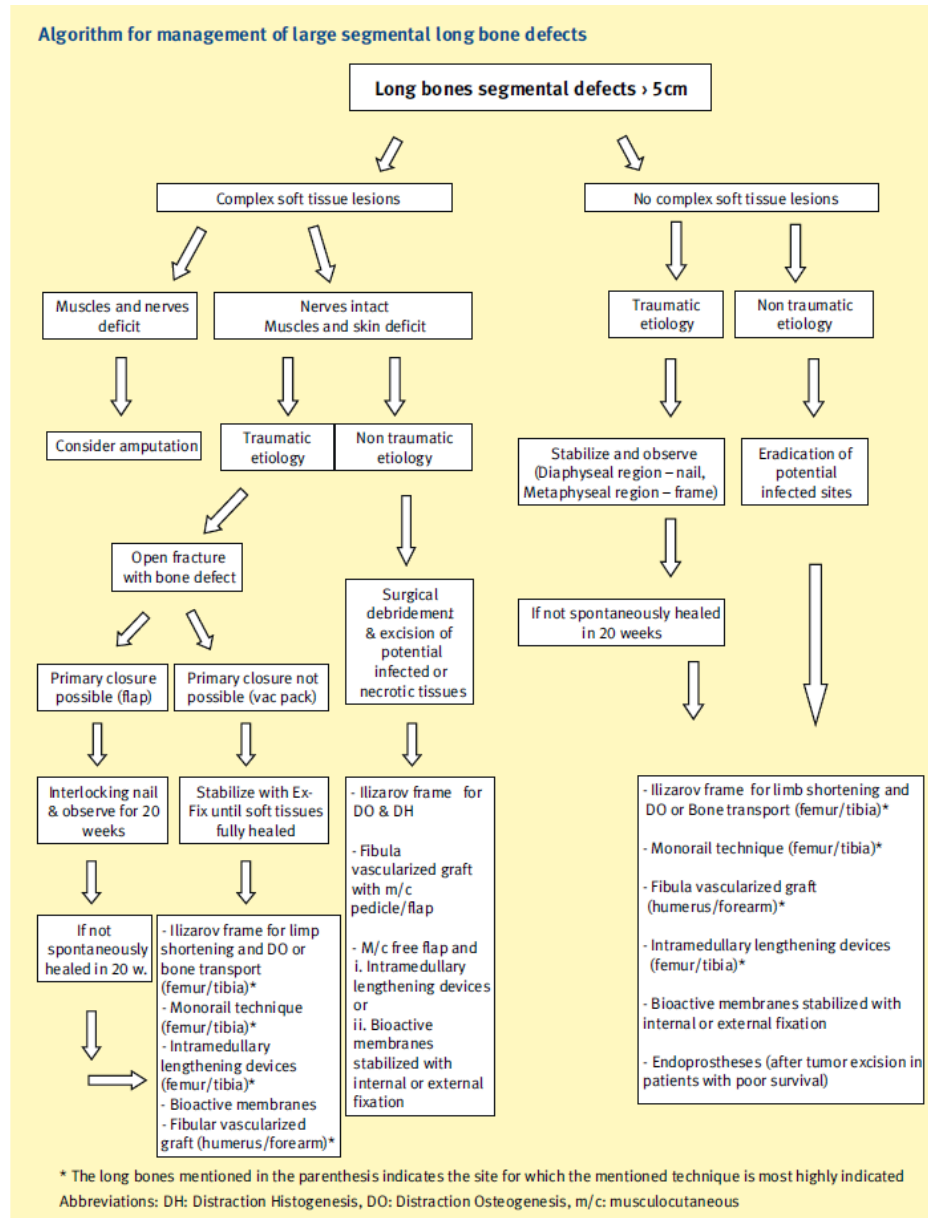 Algorithm for management of large segmental long bone defects
Long bones segmental defects › 5cm
Complex soft tissue lesions
No complex soft tissue lesions
Muscles and nerves
deficit
Nerves intact
Muscles and skin deficit
Traumatic
etiology
Non traumatic
etiology
Consider amputation
Traumatic
etiology
Non traumatic
etiology
Stabilize and observe
(Diaphyseal region – nail,
Metaphyseal region – frame)
Eradication of
potential
infected sites
Open fracture
with bone defect
Surgical
debridement
& excision of
potential
infected or
necrotic tissues
If not spontaneously healed
in 20 weeks
Primary closure
possible (flap)
Primary closure not
possible (vac pack)
Interlocking nail
& observe for 20
weeks
Stabilize with Ex-
Fix until soft tissues
fully healed
- Ilizarov frame for
DO & DH
- Fibula
vascularized graft
with m/c
pedicle/flap
- M/c free flap and
i. Intramedullary
lengthening devices
or
ii. Bioactive
membranes
stabilized with
internal or external
fixation
- Ilizarov frame for limb shortening and
DO or Bone transport (femur/tibia)*
- Monorail technique (femur/tibia)*
- Fibula vascularized graft
(humerus/forearm)*
- Intramedullary lengthening devices
(femur/tibia)*
- Bioactive membranes stabilized with
internal or external fixation
- Endoprostheses (after tumor excision in
patients with poor survival)
If not
spontaneously
healed in 20 w.
- Ilizarov frame for limp
shortening and DO or
bone transport
(femur/tibia)*
- Monorail technique
(femur/tibia)*
- Intramedullary
lengthening devices
(femur/tibia)*
- Bioactive membranes
- Fibular vascularized
graft (humerus/forearm)*
* The long bones mentioned in the parenthesis indicates the site for which the mentioned technique is most highly indicated
Abbreviations: DH: Distraction Histogenesis, DO: Distraction Osteogenesis, m/c: musculocutaneous